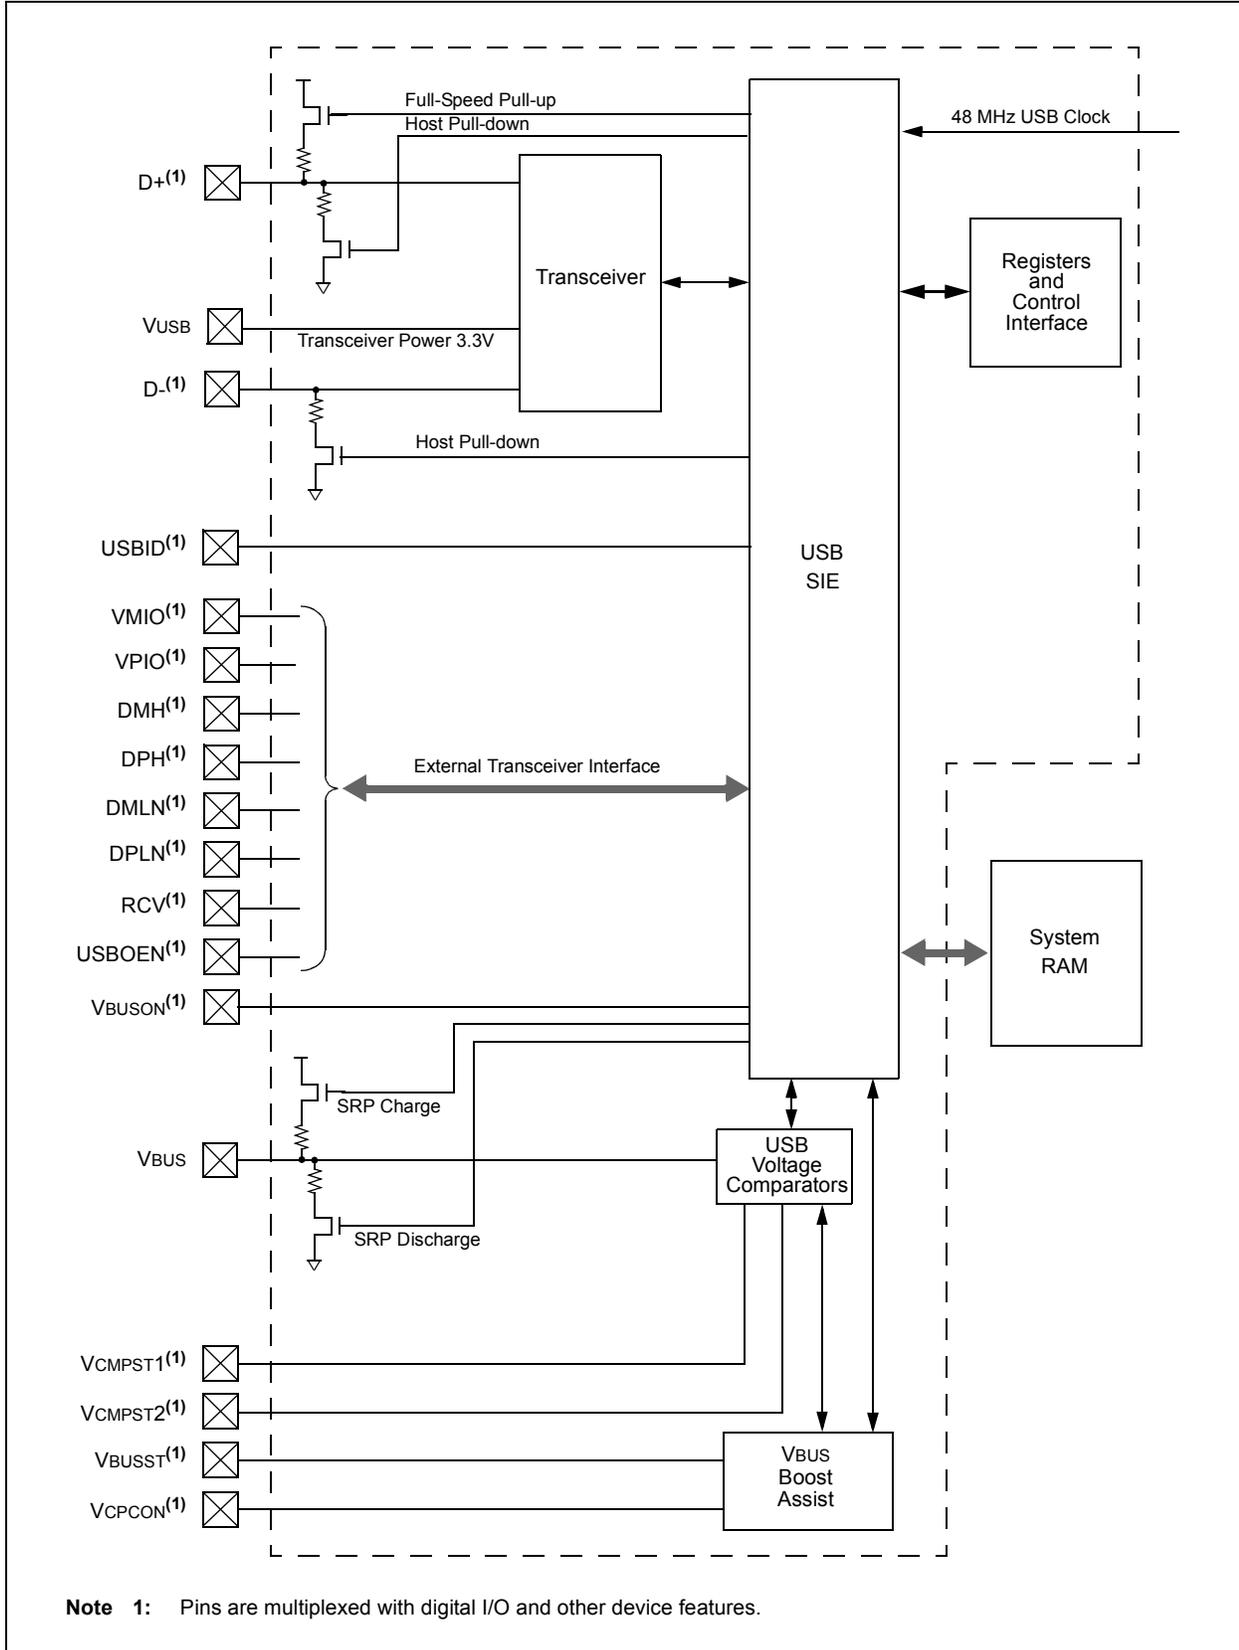 Full-Speed Pull-up
Host Pull-down
48 MHz USB Clock
D+(1)
Transceiver
Registers
and
Control
Interface
VUSB
Transceiver Power 3.3V
D-(1)
Host Pull-down
USBID(1)
USB
SIE
VMIO(1)
VPIO(1)
DMH(1)
DPH(1)
External Transceiver Interface
DMLN(1)
DPLN(1)
RCV(1)
USBOEN(1)
System
RAM
VBUSON(1)
SRP Charge
VBUS
USB
Voltage
Comparators
SRP Discharge
VCMPST1(1)
VCMPST2(1)
VBUSST(1)
VBUS
Boost
Assist
VCPCON(1)
Note 1: Pins are multiplexed with digital I/O and other device features.